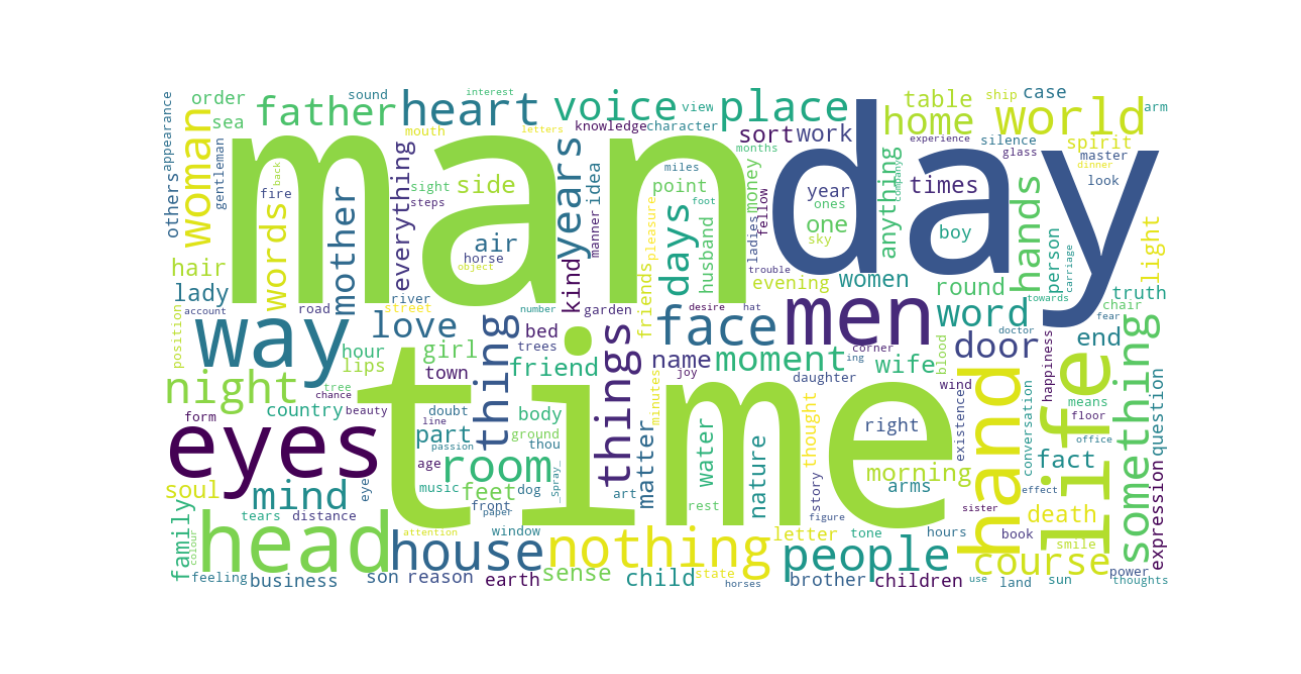 appearance
others
order
sea
gentleman
woman
father
sound
heart
interest
mouth
letters
voice
knowledge
character
view
place
sort
work
table
home
ship
case
world
arm
man
day
fire
back
words
mother
everything
sight
steps
side
years
idea
manner
air
horse
object
kind
point
miles
foot
months
money
fellow
ladies
pleasure
friends
days
husband
year
ones
one
sky
anything
company
times
boy
experience
silence
glass
spirit
master
look
dinner
hands
person
carriage
light
hair
lady
account
position
way
road
river
street
love
number
garden
trouble
evening
women
round
towards
truth
chair
desire
hat
face
men
word
doctor
fear
end
night
hour
lips
tree
chance
girl
town
thing
bed
trees
friend
things
name
joy
minutes
moment
ing
corner
daughter
wife
blood
door
wind
happiness
means
floor
office
something
question
form
country
beauty
eyes
time
doubt
line
passion
part
age
music
body
ground
thou
room
feet
dog
_Spray_
art
matter
water
rest
nature
thought
story
figure
right
morning
arms
existence
hand
conversation
effect
life
fact
expression
soul
mind
eye
tears
distance
family
colour
head
attention
front
paper
window
house
nothing
letter
tone
people
hours
sister
book
death
smile
course
power
thoughts
feeling
business
son
reason
earth
sense
child
state
horses
brother
children
use
land
sun